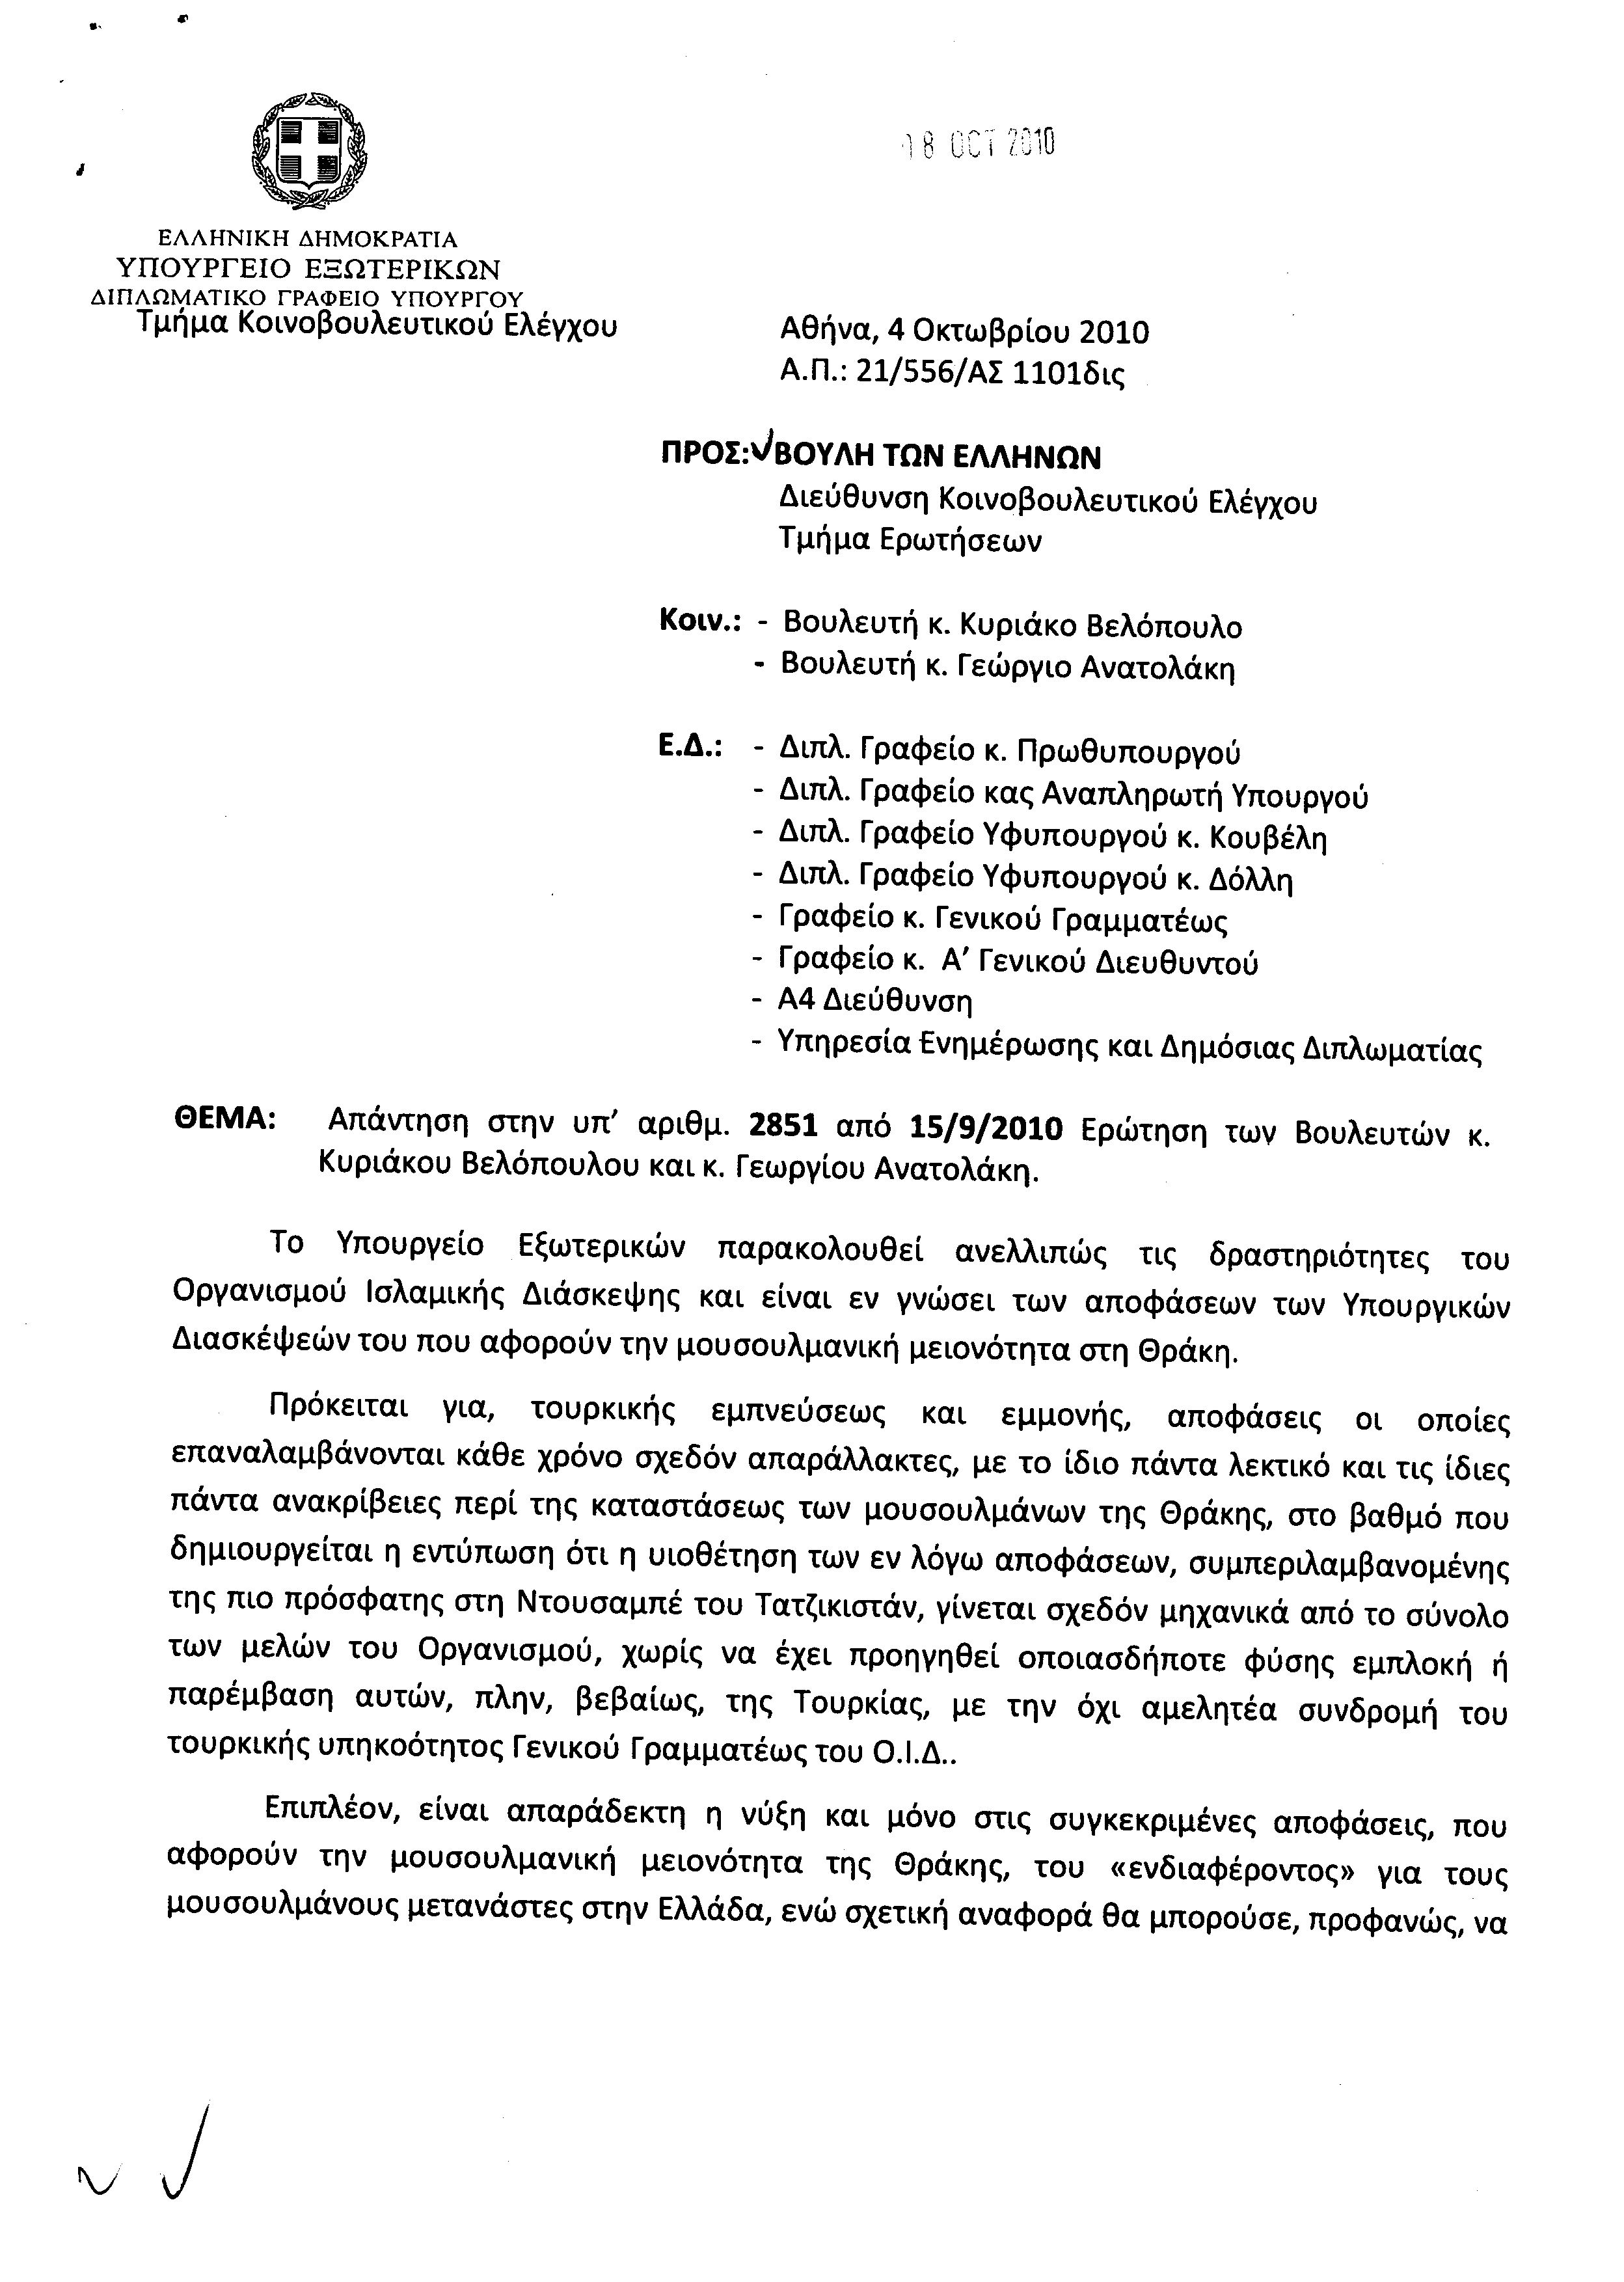 18 OCT 2010
ΕΛΛΗΝΙΚΗ ΔΗΜΟΚΡΑΤΙΑ
ΥΠΟΥΡΓΕΙΟ ΕΞΩΤΕΡΙΚΩΝ
ΔΙΠΛΩΜΑΤΙΚΟ ΓΡΑΦΕΙΟ ΥΠΟΥΡΓΟΥ
Τμήμα Κοινοβουλευτικού Ελέγχου
Αθήνα, 4 Οκτωβρίου 2010
Α.Π.: 21/556/ΑΣ 1101δις
ΠΡΟΣ: ΒΟΥΛΗ ΤΩΝ ΕΛΛΗΝΩΝ
Διεύθυνση Κοινοβουλευτικού Ελέγχου
Τμήμα Ερωτήσεων
Κοιν.: - Βουλευτή κ. Κυριάκο Βελόπουλο
- Βουλευτή κ. Γεώργιο Ανατολάκη
Ε.Δ.: - Διπλ. Γραφείο κ. Πρωθυπουργού
- Διπλ. Γραφείο κας Αναπληρωτή Υπουργού
- Διπλ. Γραφείο Υφυπουργού κ. Κουβέλη
- Διπλ. Γραφείο Υφυπουργού κ. Δόλλη
- Γραφείο κ. Γενικού Γραμματέως
- Γραφείο κ. Α' Γενικού Διευθυντού
- Α4 Διεύθυνση
- Υπηρεσία Ενημέρωσης και Δημόσιας Διπλωματίας
ΘΕΜΑ: Απάντηση στην υπ' αριθμ. 2851 από 15/9/2010 Ερώτηση των Βουλευτών κ.
Κυριάκου Βελόπουλου και κ. Γεωργίου Ανατολάκη.
Το Υπουργείο Εξωτερικών παρακολουθεί ανελλιπώς τις δραστηριότητες του
Οργανισμού Ισλαμικής Διάσκεψης και είναι εν γνώσει των αποφάσεων των Υπουργικών
Διασκέψεών του που αφορούν την μουσουλμανική μειονότητα στη Θράκη.
Πρόκειται για, τουρκικής εμπνεύσεως και εμμονής, αποφάσεις οι οποίες
επαναλαμβάνονται κάθε χρόνο σχεδόν απαράλλακτες, με το ίδιο πάντα λεκτικό και τις ίδιες
πάντα ανακρίβειες περί της καταστάσεως των μουσουλμάνων της Θράκης, στο βαθμό που
δημιουργείται η εντύπωση ότι η υιοθέτηση των εν λόγω αποφάσεων, συμπεριλαμβανομένης
της πιο πρόσφατης στη Ντουσαμπέ του Τατζικιστάν, γίνεται σχεδόν μηχανικά από το σύνολο
των μελών του Οργανισμού, χωρίς να έχει προηγηθεί οποιασδήποτε φύσης εμπλοκή ή
παρέμβαση αυτών, πλην, βεβαίως, της Τουρκίας, με την όχι αμελητέα συνδρομή του
τουρκικής υπηκοότητος Γενικού Γραμματέως του Ο.Ι.Δ..
Επιπλέον, είναι απαράδεκτη η νύξη και μόνο στις συγκεκριμένες αποφάσεις, που
αφορούν την μουσουλμανική μειονότητα της Θράκης, του «ενδιαφέροντος» για τους
μουσουλμάνους μετανάστες στην Ελλάδα, ενώ σχετική αναφορά θα μπορούσε, προφανώς, να